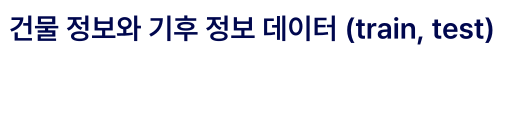 건물 정보와 기후 정보 데이터 (train, test)